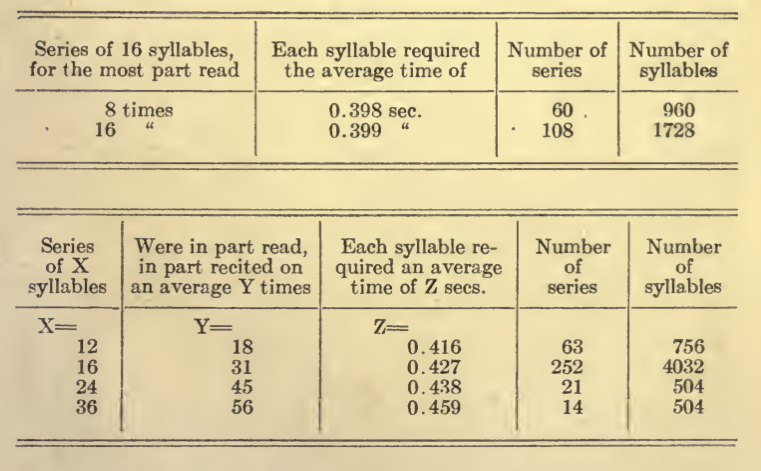 Series of 16 syllables, for the most part read | Each syllable required the average time of | Number of series | Number of syllables
8 times | 0.398 sec. | 60 | 960
16 “ | 0.399 “ | 108 | 1728
Series of X syllables | Were in part read, in part recited on an average Y times | Each syllable re-quired an average time of Z secs. | Number of series | Number of syllables
X= | Y= | Z=
12 | 18 | 0.416 | 63 | 756
16 | 31 | 0.427 | 252 | 4032
24 | 45 | 0.438 | 21 | 504
36 | 56 | 0.459 | 14 | 504